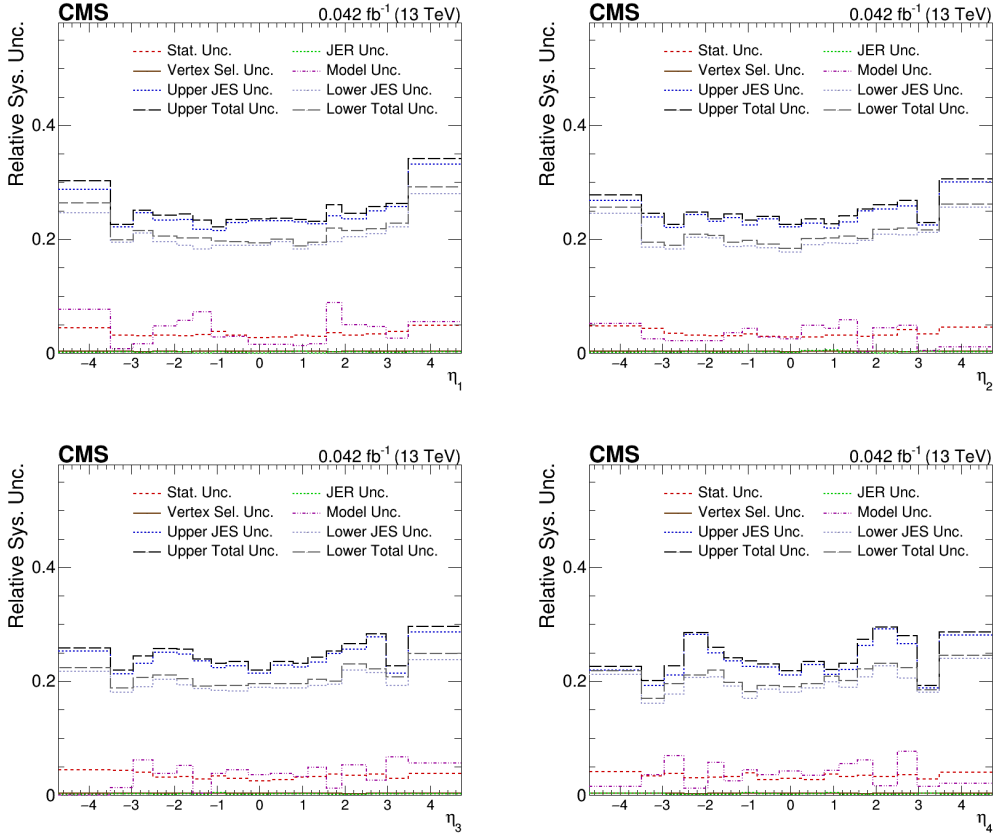 CMS 0.042 fb⁻¹ (13 TeV)
Relative Sys. Unc.
Stat. Unc. JER Unc.
Vertex Sel. Unc. Model Unc.
Upper JES Unc. Lower JES Unc.
Upper Total Unc. Lower Total Unc.
0.4
0.2
0
−4 −3 −2 −1 0 1 2 3 4
η₁
CMS 0.042 fb⁻¹ (13 TeV)
Relative Sys. Unc.
Stat. Unc. JER Unc.
Vertex Sel. Unc. Model Unc.
Upper JES Unc. Lower JES Unc.
Upper Total Unc. Lower Total Unc.
0.4
0.2
0
−4 −3 −2 −1 0 1 2 3 4
η₂
CMS 0.042 fb⁻¹ (13 TeV)
Relative Sys. Unc.
Stat. Unc. JER Unc.
Vertex Sel. Unc. Model Unc.
Upper JES Unc. Lower JES Unc.
Upper Total Unc. Lower Total Unc.
0.4
0.2
0
−4 −3 −2 −1 0 1 2 3 4
η₃
CMS 0.042 fb⁻¹ (13 TeV)
Relative Sys. Unc.
Stat. Unc. JER Unc.
Vertex Sel. Unc. Model Unc.
Upper JES Unc. Lower JES Unc.
Upper Total Unc. Lower Total Unc.
0.4
0.2
0
−4 −3 −2 −1 0 1 2 3 4
η₄